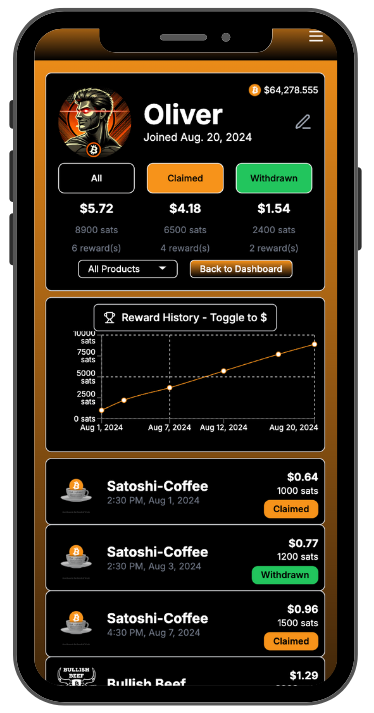 $64,278.555
Oliver
Joined Aug. 20, 2024
All
Claimed
Withdrawn
$5.72
$4.18
$1.54
8900 sats
6500 sats
2400 sats
6 reward(s)
4 reward(s)
2 reward(s)
All Products
Back to Dashboard
Reward History - Toggle to $
10000
sats
7500
sats
5000
sats
2500
sats
0 sats
Aug 1, 2024
Aug 7, 2024
Aug 12, 2024
Aug 20, 2024
Satoshi-Coffee
2:30 PM, Aug 1, 2024
$0.64
1000 sats
Claimed
Satoshi-Coffee
2:30 PM, Aug 3, 2024
$0.77
1200 sats
Withdrawn
Satoshi-Coffee
4:30 PM, Aug 7, 2024
$0.96
1500 sats
Claimed
BULLISH
BEEF
Bullish Beef
$1.29